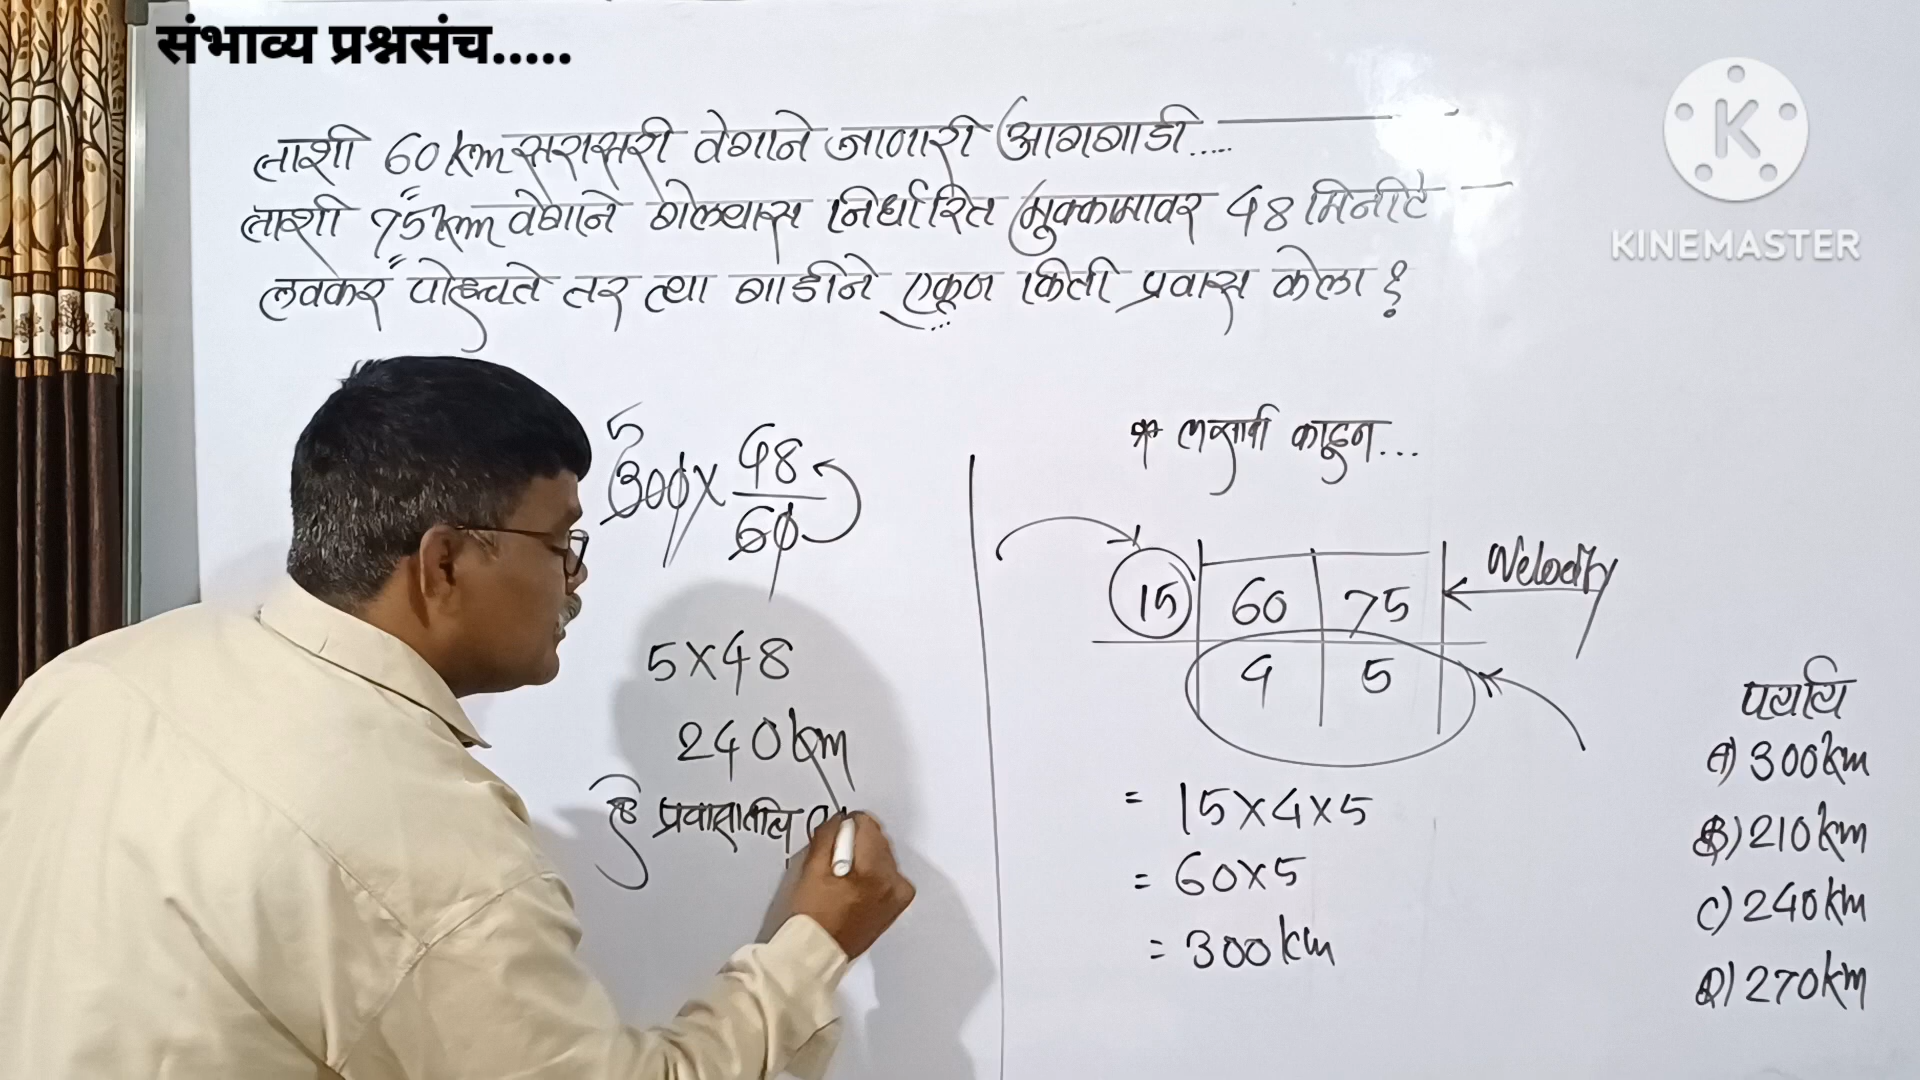 संभाव्य प्रश्नसंच.....
K
KINEMASTER
ताशी 60 km सरासरी वेगाने जाणारी आगगाडी.....
ताशी 75 km वेगाने गेल्यास निर्धारित मुक्कामावर 48 मिनीटे
लवकर पोहचते तर त्या गाडीने एकूण किती प्रवास केला ?
5
300 × 48/60
5 × 48
240 km
हे प्रवासातील
* लसावी काढून...
15 60 75 Velocity
4 5
= 15 × 4 × 5
= 60 × 5
= 300 km
पर्याय
A) 300 km
B) 210 km
C) 240 km
D) 270 km